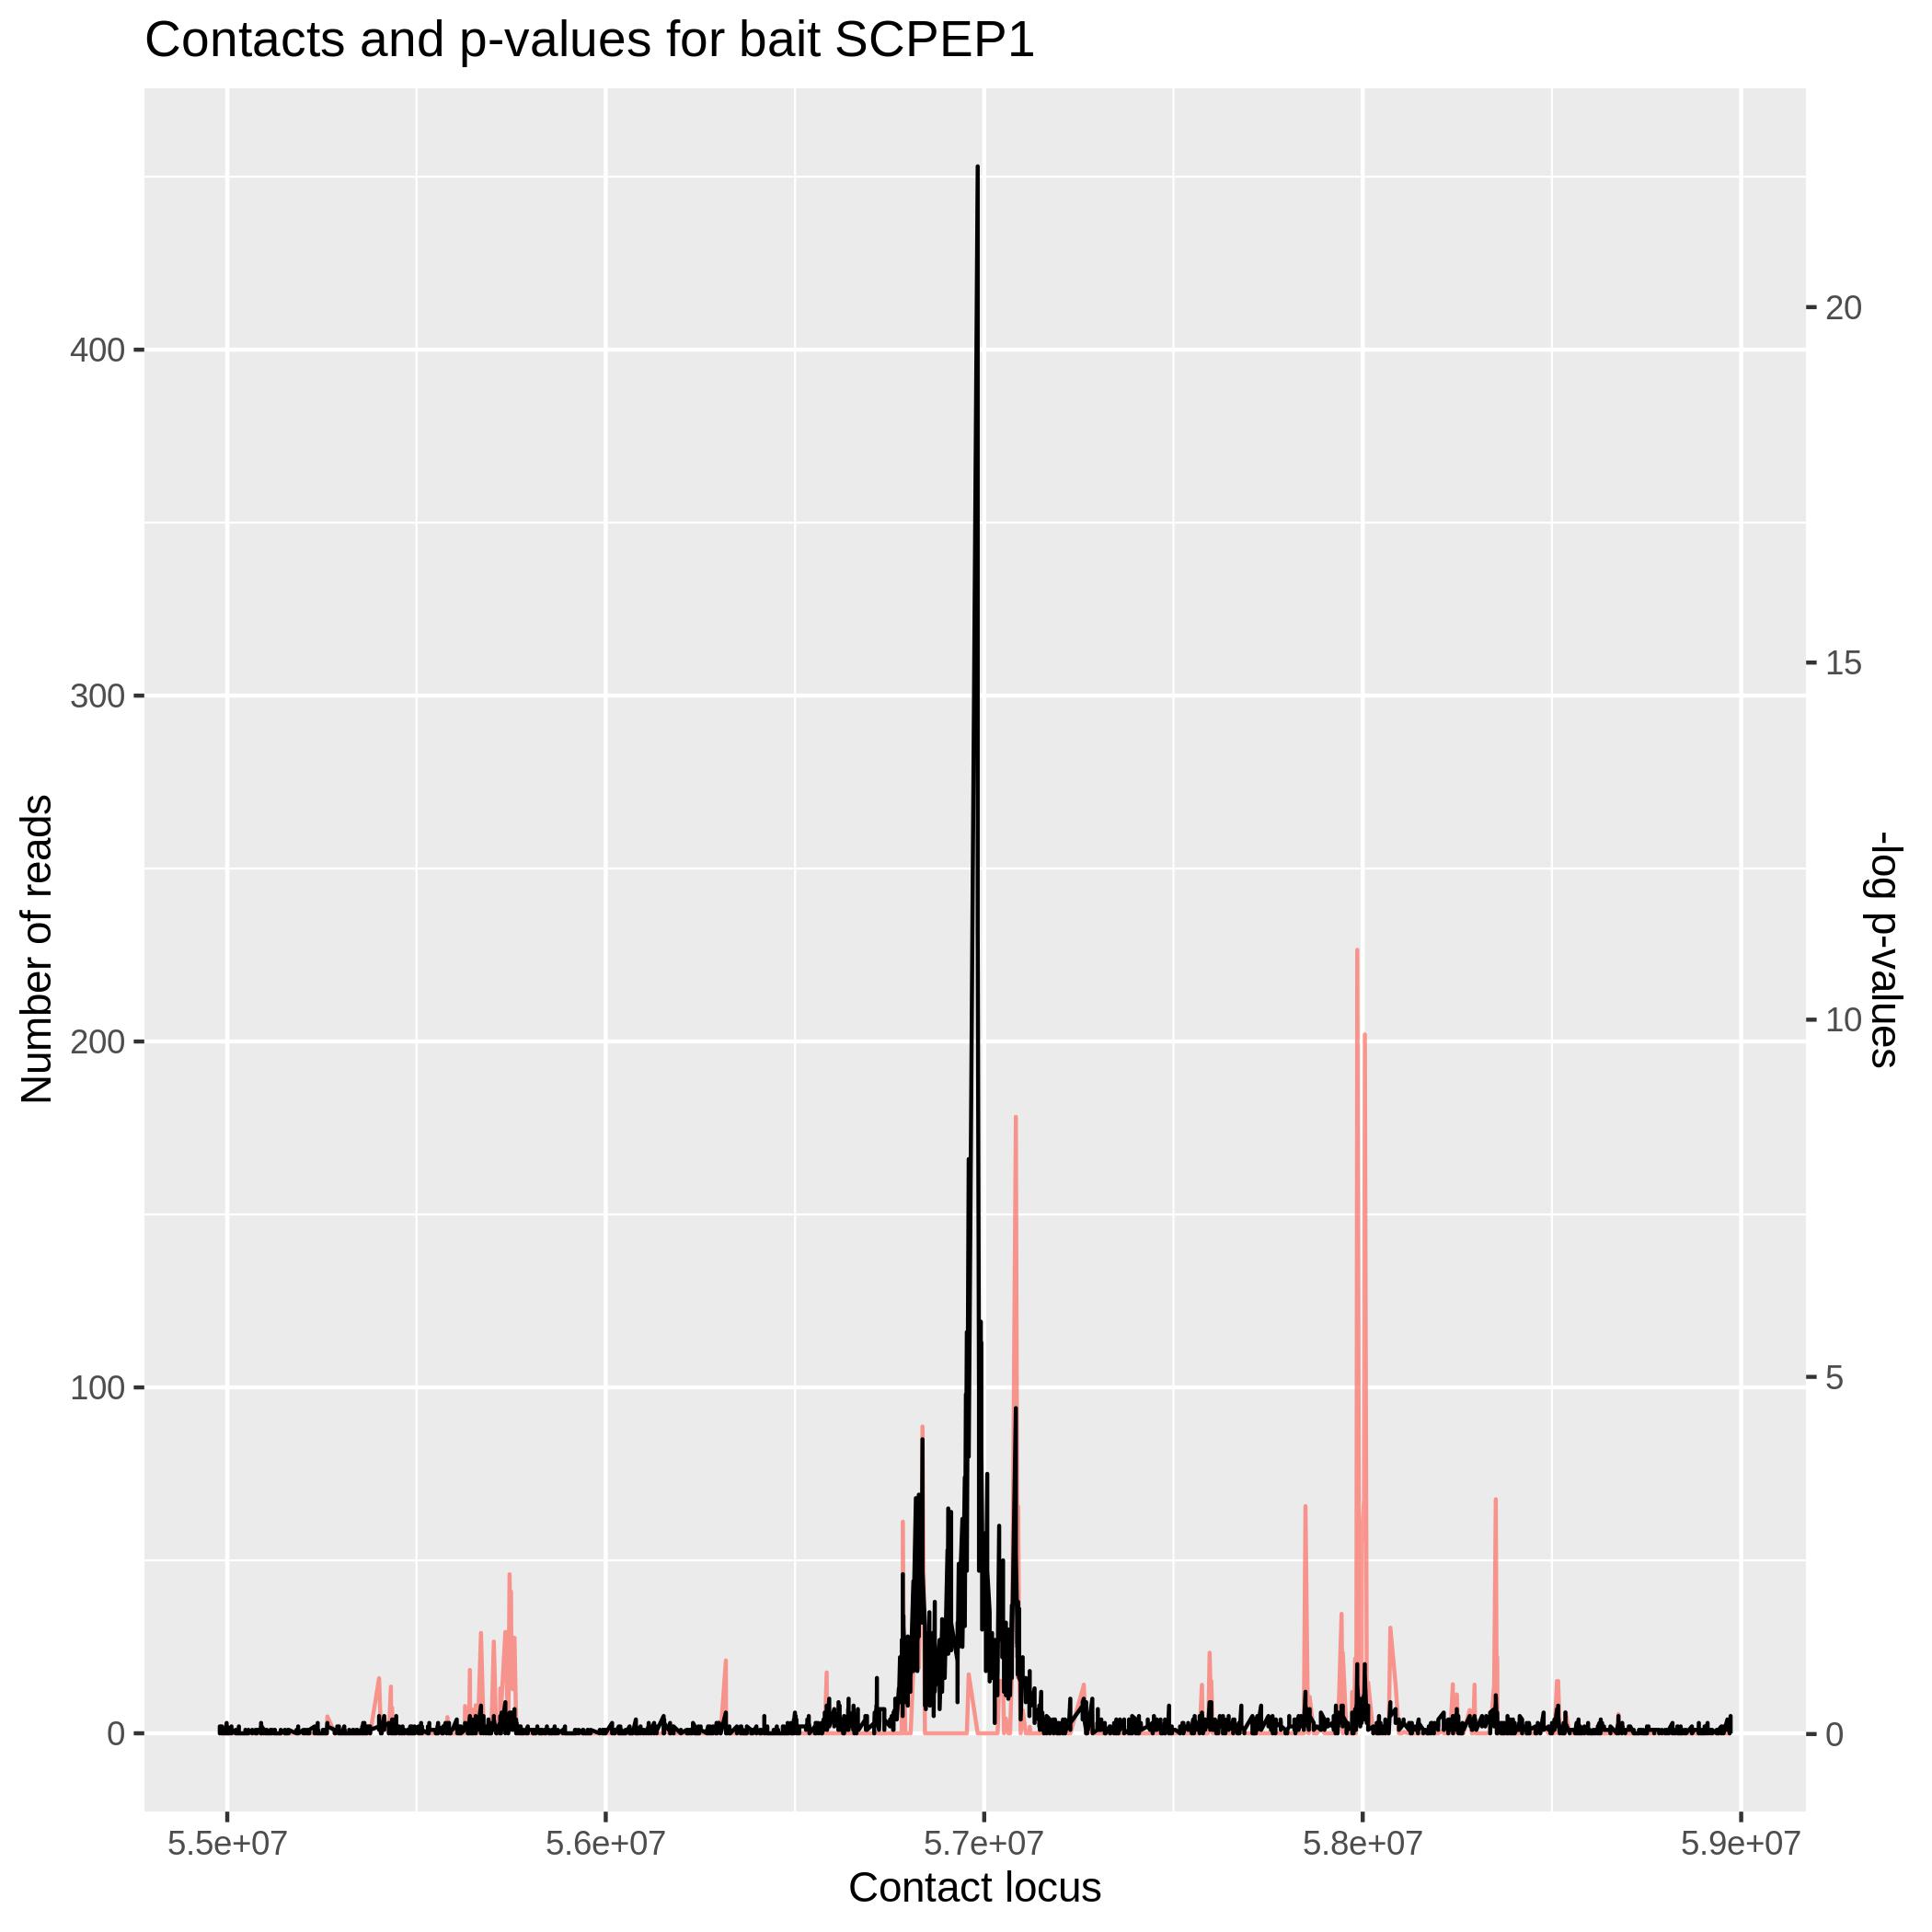 Contacts and p-values for bait SCPEP1
400
300
200
100
0
Number of reads
20
15
10
5
0
-log p-values
5.5e+07 5.6e+07 5.7e+07 5.8e+07 5.9e+07
Contact locus